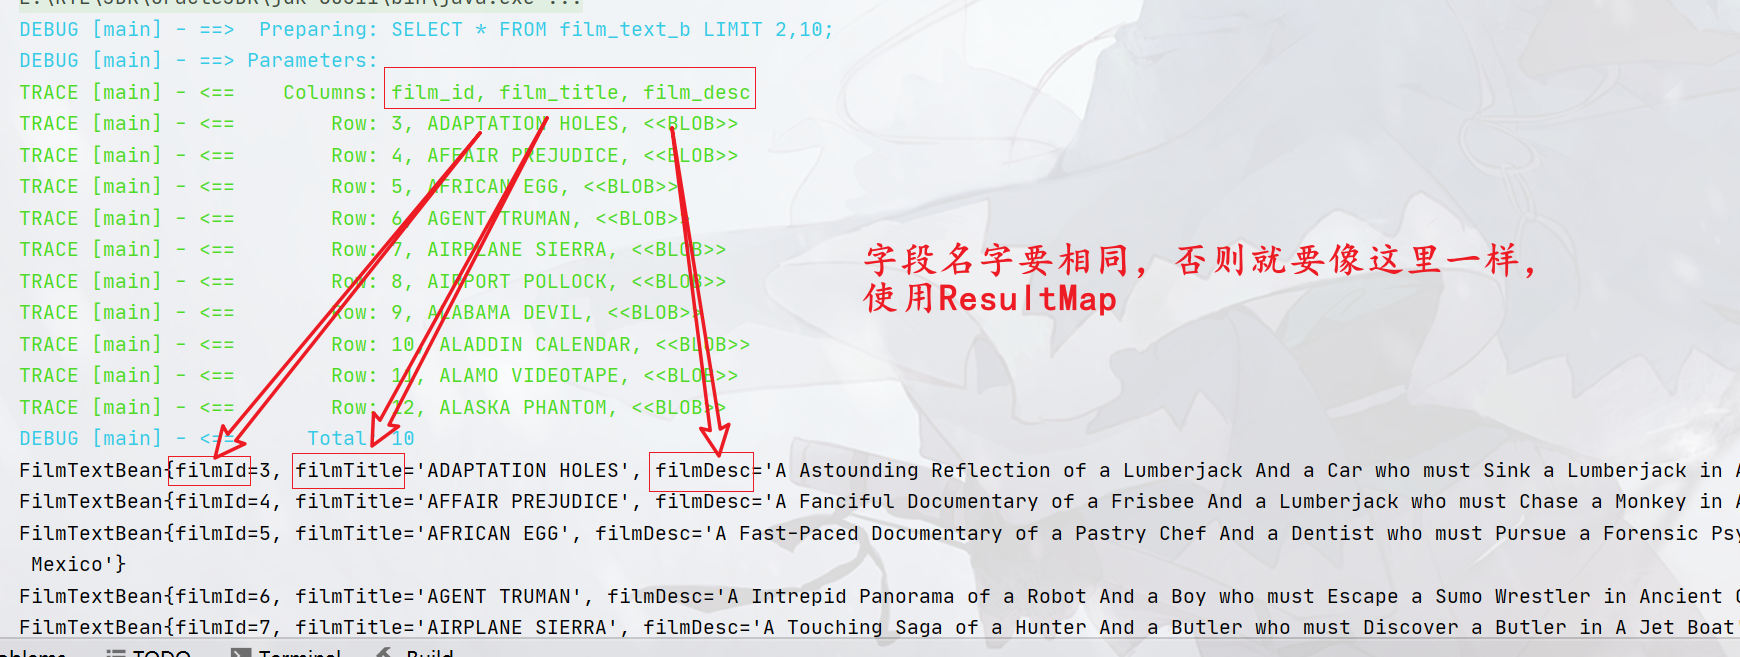 E:\RTE\SDK\OracleSDK\jdk-8u311\bin\java.exe ...
DEBUG [main] - ==>  Preparing: SELECT * FROM film_text_b LIMIT 2,10;
DEBUG [main] - ==> Parameters:
TRACE [main] - <==    Columns: film_id, film_title, film_desc
TRACE [main] - <==        Row: 3, ADAPTATION HOLES, <<BLOB>>
TRACE [main] - <==        Row: 4, AFFAIR PREJUDICE, <<BLOB>>
TRACE [main] - <==        Row: 5, AFRICAN EGG, <<BLOB>>
TRACE [main] - <==        Row: 6, AGENT TRUMAN, <<BLOB>>
TRACE [main] - <==        Row: 7, AIRPLANE SIERRA, <<BLOB>>
字段名字要相同，否则就要像这里一样，
TRACE [main] - <==        Row: 8, AIRPORT POLLOCK, <<BLOB>>
使用ResultMap
TRACE [main] - <==        Row: 9, ALABAMA DEVIL, <<BLOB>>
TRACE [main] - <==        Row: 10, ALADDIN CALENDAR, <<BLOB>>
TRACE [main] - <==        Row: 11, ALAMO VIDEOTAPE, <<BLOB>>
TRACE [main] - <==        Row: 12, ALASKA PHANTOM, <<BLOB>>
DEBUG [main] - <==      Total: 10
FilmTextBean{filmId=3, filmTitle='ADAPTATION HOLES', filmDesc='A Astounding Reflection of a Lumberjack And a Car who must Sink a Lumberjack in A
FilmTextBean{filmId=4, filmTitle='AFFAIR PREJUDICE', filmDesc='A Fanciful Documentary of a Frisbee And a Lumberjack who must Chase a Monkey in A
FilmTextBean{filmId=5, filmTitle='AFRICAN EGG', filmDesc='A Fast-Paced Documentary of a Pastry Chef And a Dentist who must Pursue a Forensic Psy
Mexico'}
FilmTextBean{filmId=6, filmTitle='AGENT TRUMAN', filmDesc='A Intrepid Panorama of a Robot And a Boy who must Escape a Sumo Wrestler in Ancient
FilmTextBean{filmId=7, filmTitle='AIRPLANE SIERRA', filmDesc='A Touching Saga of a Hunter And a Butler who must Discover a Butler in A Jet Boat'
TODO Terminal Build